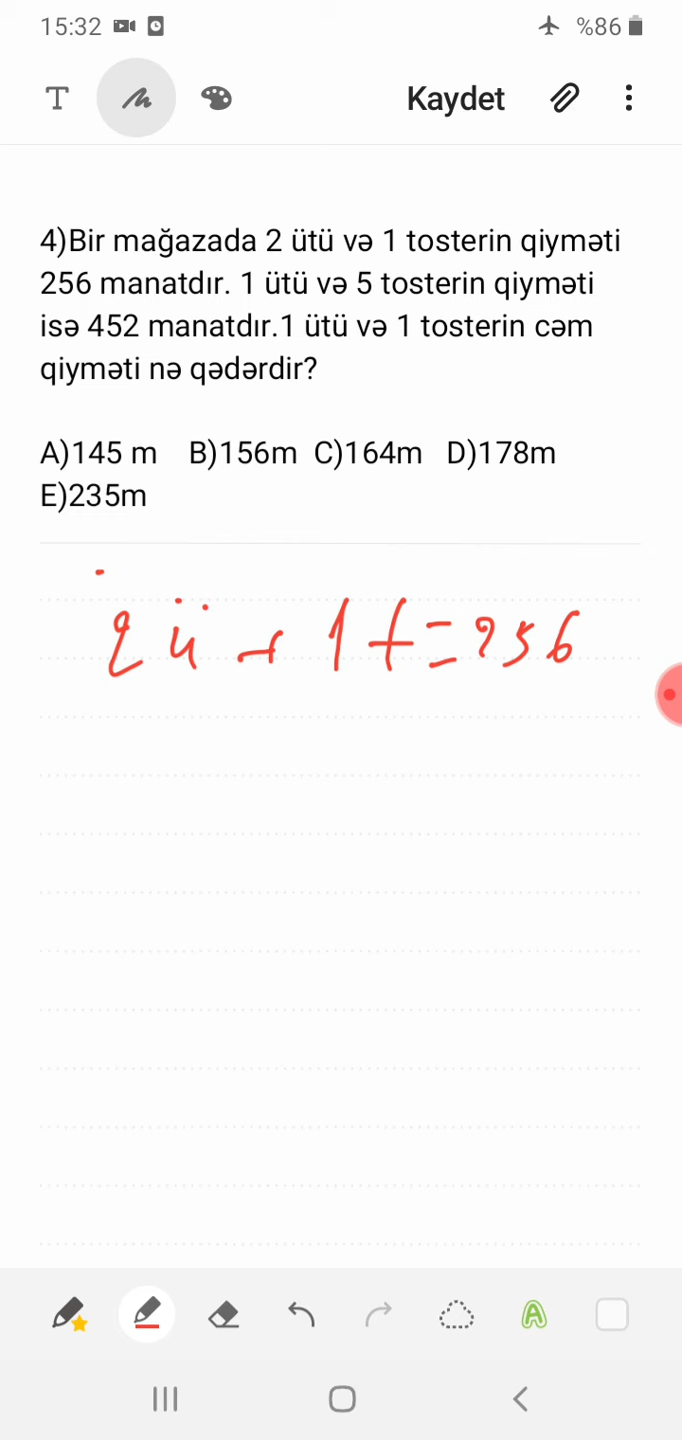 15:32 %86
T Kaydet
4)Bir mağazada 2 ütü və 1 tosterin qiyməti
256 manatdır. 1 ütü və 5 tosterin qiyməti
isə 452 manatdır.1 ütü və 1 tosterin cəm
qiyməti nə qədərdir?
A)145 m B)156m C)164m D)178m
E)235m
2 ü + 1 t = 256
A